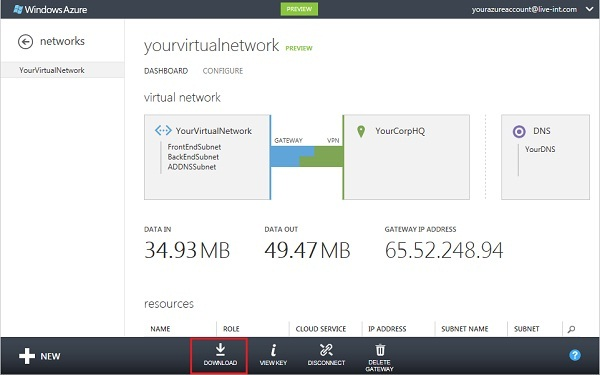 Windows Azure
PREVIEW
yourazureaccount@live-int.com
networks
YourVirtualNetwork
yourvirtualnetwork PREVIEW
DASHBOARD CONFIGURE
virtual network
YourVirtualNetwork
FrontEndSubnet
BackEndSubnet
ADDNSSubnet
GATEWAY VPN
YourCorpHQ
DNS
YourDNS
DATA IN
34.93 MB
DATA OUT
49.47 MB
GATEWAY IP ADDRESS
65.52.248.94
resources
NAME ROLE CLOUD SERVICE IP ADDRESS SUBNET NAME SUBNET
NEW
DOWNLOAD
VIEW KEY
DISCONNECT
DELETE
GATEWAY
?